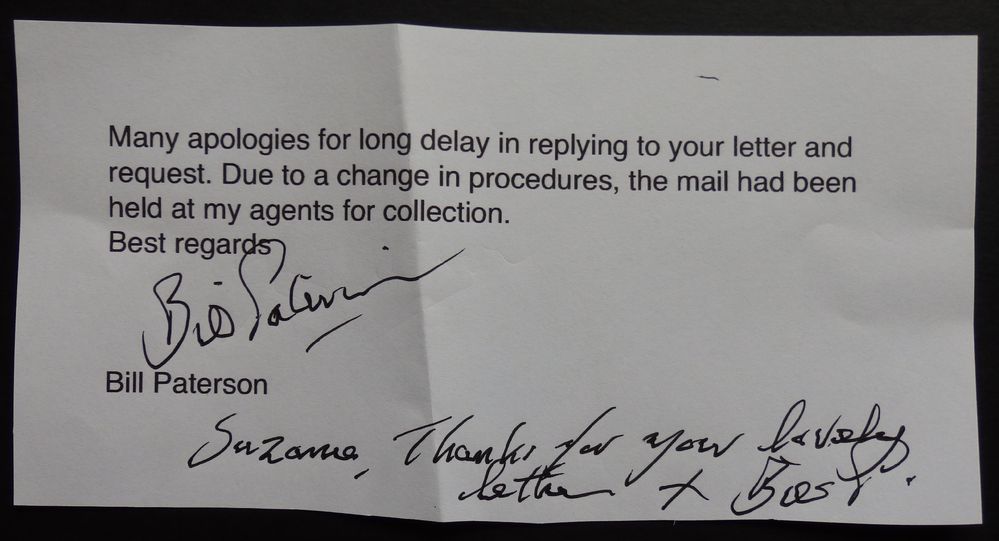 Many apologies for long delay in replying to your letter and
request. Due to a change in procedures, the mail had been
held at my agents for collection.
Best regards
Bill Paterson
Bill Paterson
Suzanna, Thanks for your lovely
letter x